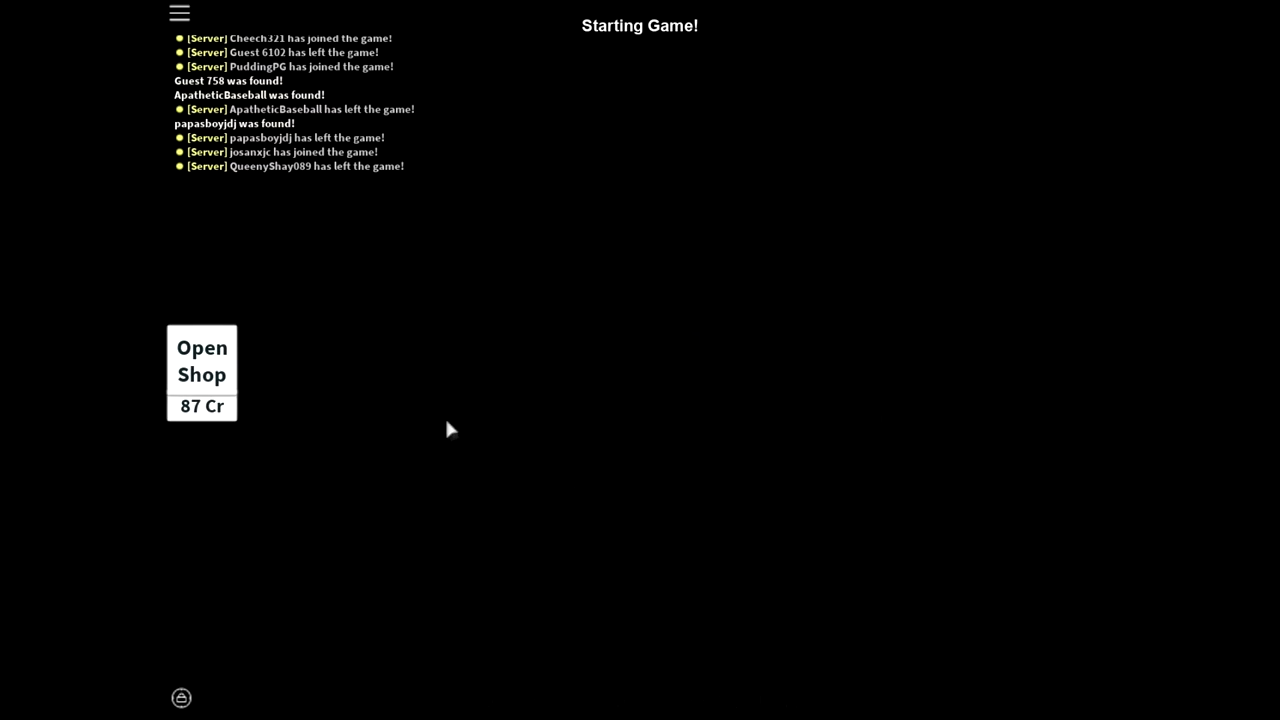 Starting Game!
[Server] Cheech321 has joined the game!
[Server] Guest 6102 has left the game!
[Server] PuddingPG has joined the game!
Guest 758 was found!
ApatheticBaseball was found!
[Server] ApatheticBaseball has left the game!
papasboyjdj was found!
[Server] papasboyjdj has left the game!
[Server] josanxjc has joined the game!
[Server] QueenyShay089 has left the game!
Open
Shop
87 Cr